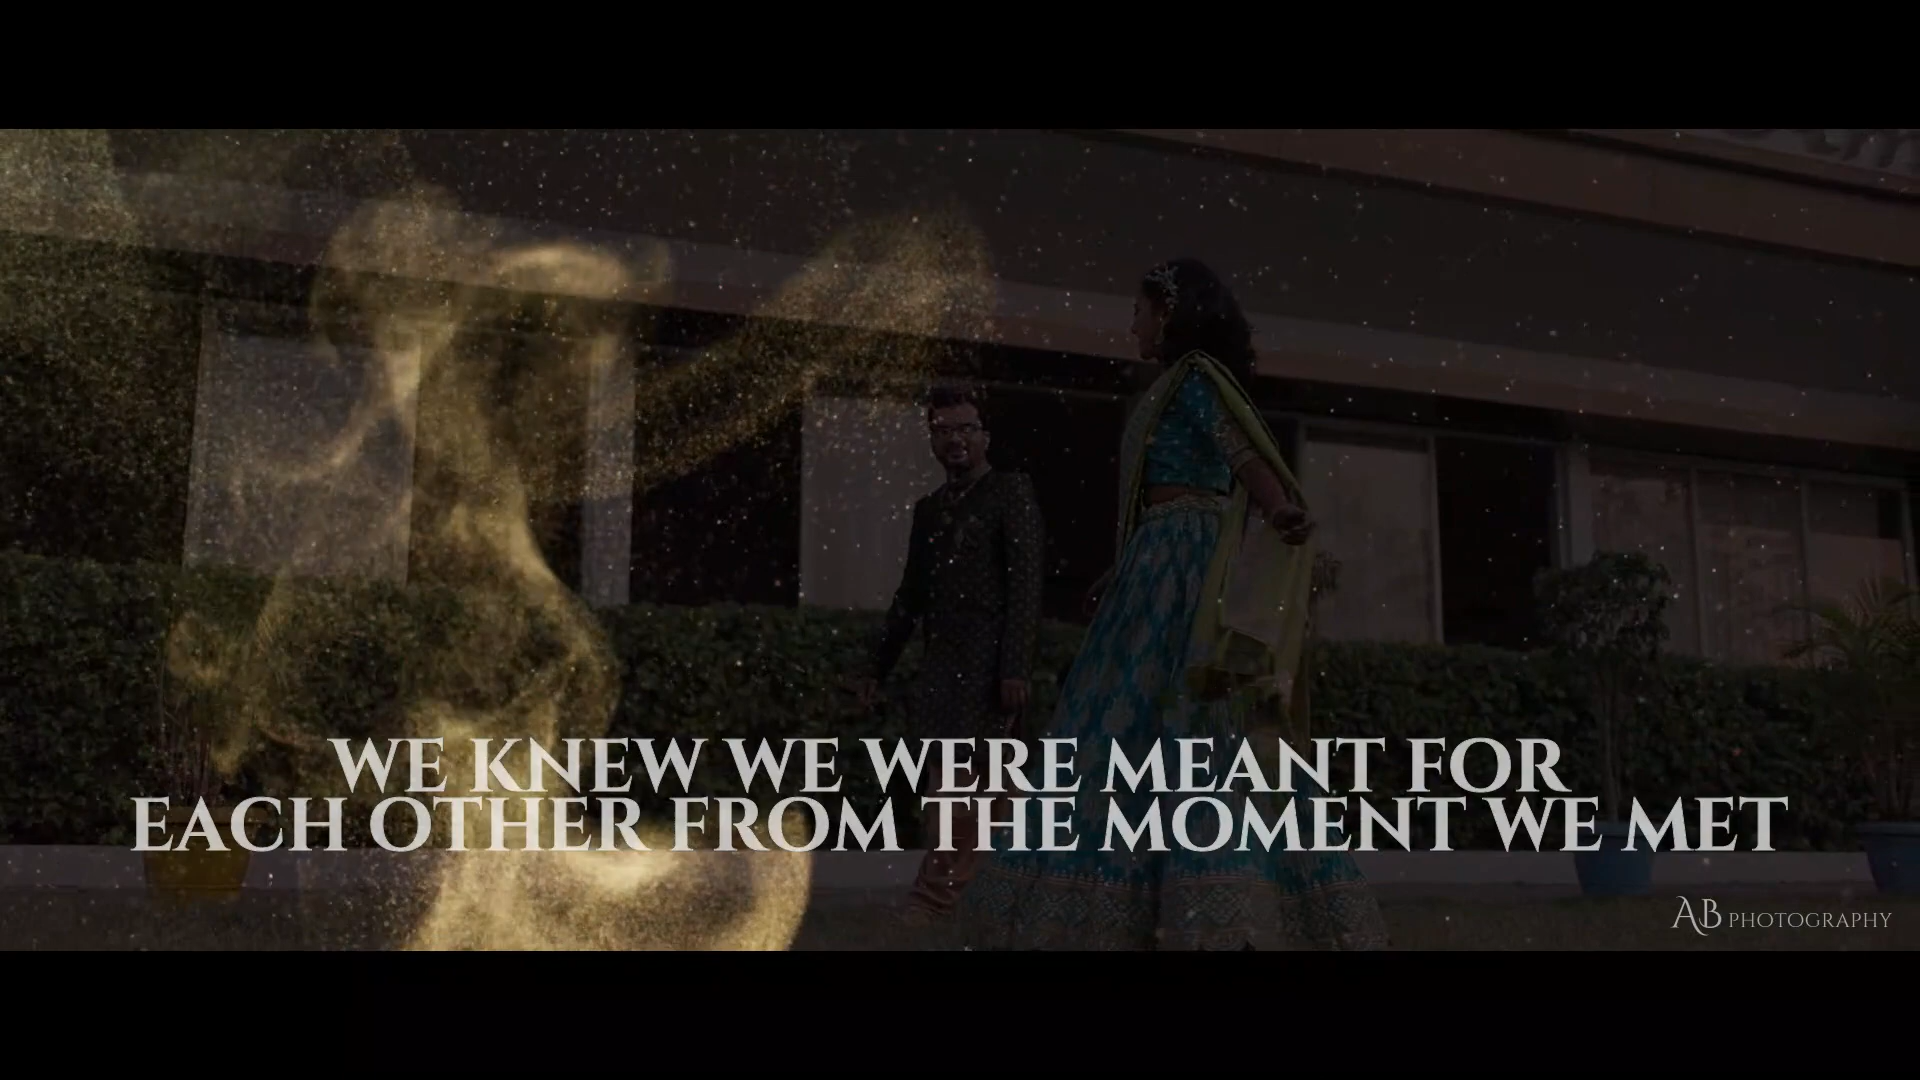 WE KNEW WE WERE MEANT FOR
EACH OTHER FROM THE MOMENT WE MET
AB PHOTOGRAPHY